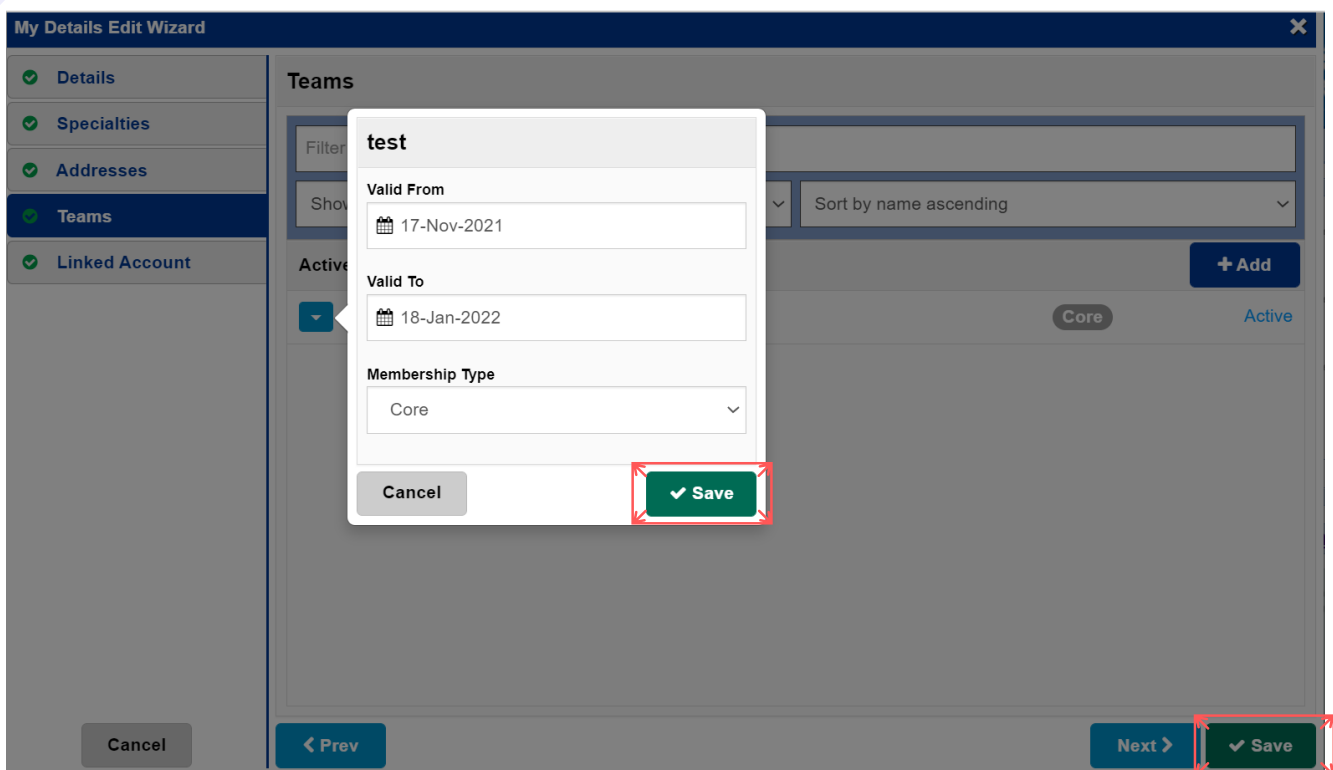 My Details Edit Wizard
Details
Specialties
Addresses
Teams
Linked Account
Cancel
Teams
Filter
Show
Sort by name ascending
Active
Add
Core
Active
test
Valid From
17-Nov-2021
Valid To
18-Jan-2022
Membership Type
Core
Cancel
Save
Prev
Next
Save